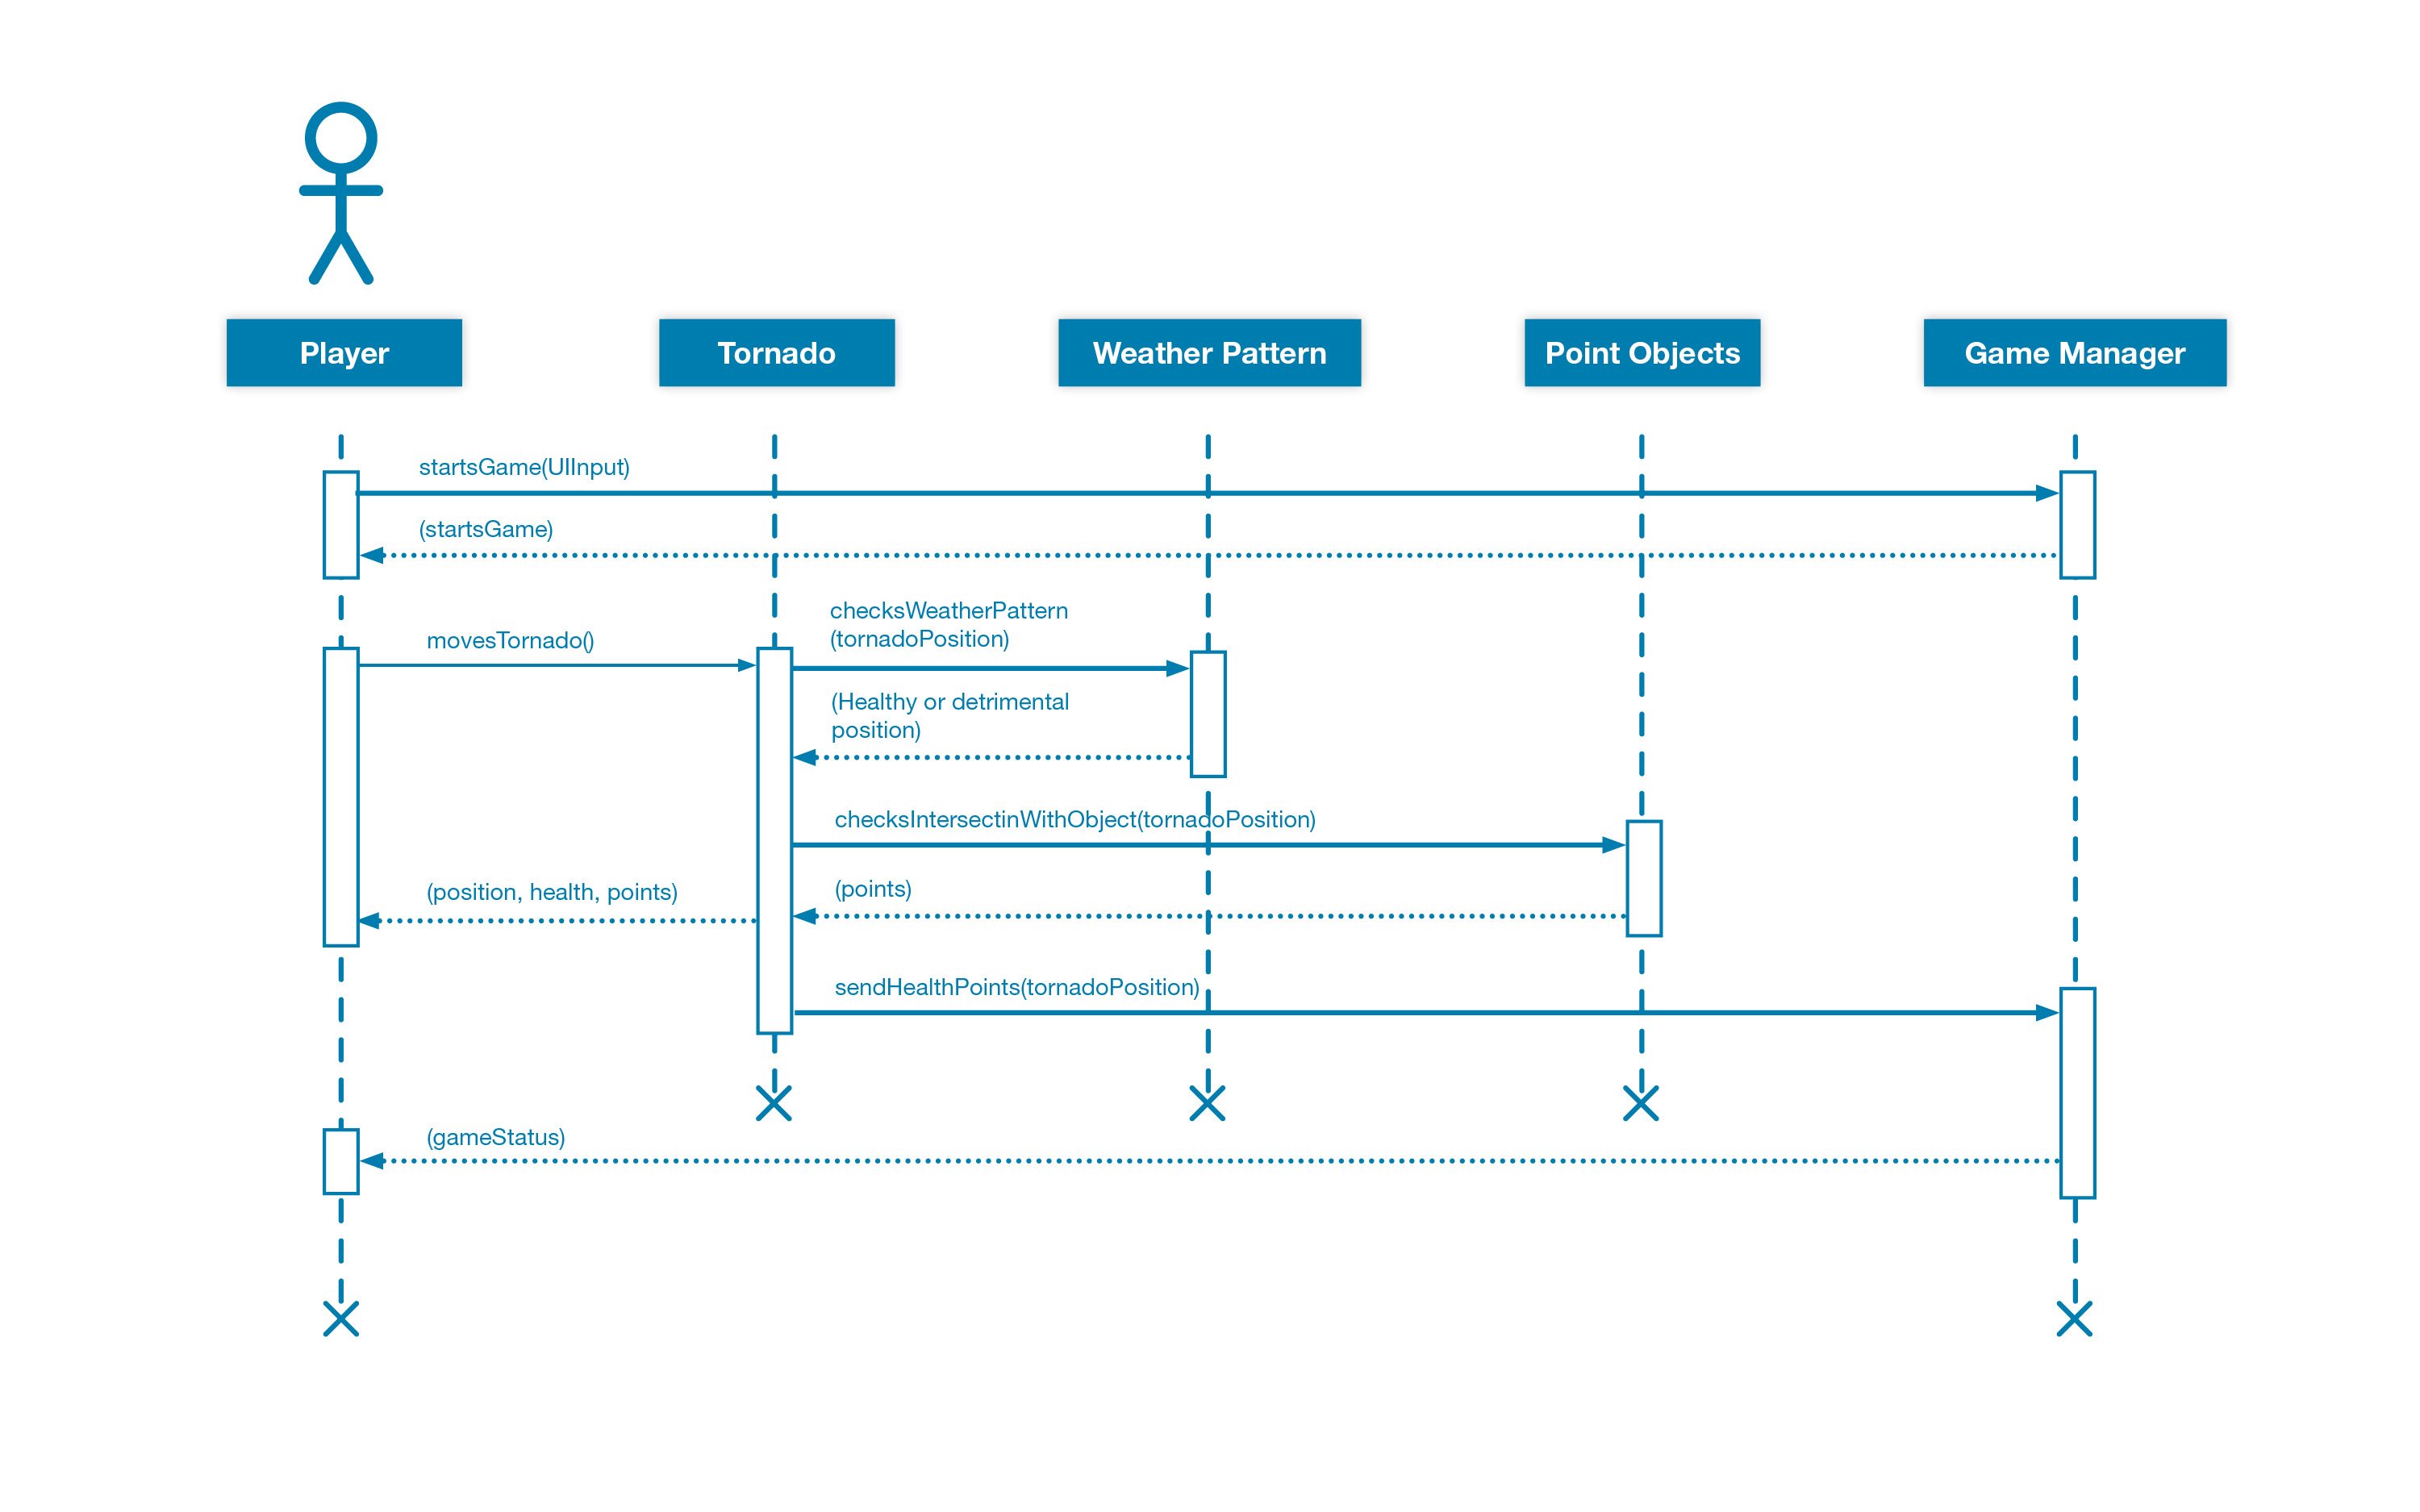 Player
Tornado
Weather Pattern
Point Objects
Game Manager
startsGame(UIInput)
(startsGame)
movesTornado()
checksWeatherPattern
(tornadoPosition)
(Healthy or detrimental
position)
checksIntersectinWithObject(tornadoPosition)
(points)
(position, health, points)
sendHealthPoints(tornadoPosition)
(gameStatus)